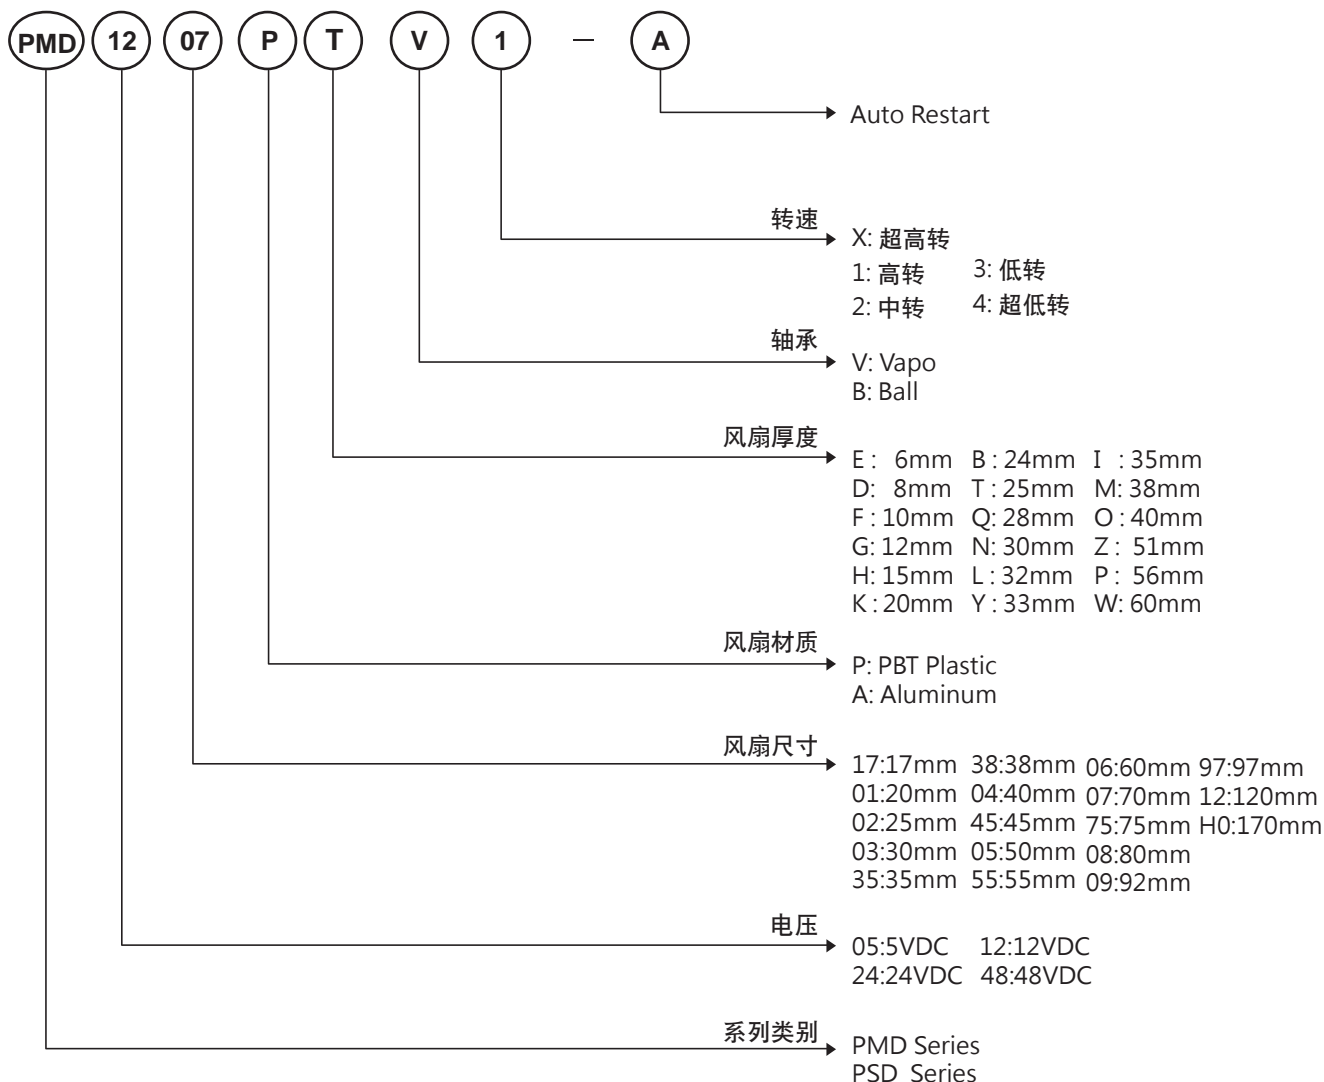 PMD 12 07 P T V 1 — A
Auto Restart
转速
X: 超高转
1: 高转 3: 低转
2: 中转 4: 超低转
轴承
V: Vapo
B: Ball
风扇厚度
E : 6mm B : 24mm I : 35mm
D: 8mm T : 25mm M: 38mm
F : 10mm Q: 28mm O : 40mm
G: 12mm N: 30mm Z : 51mm
H: 15mm L : 32mm P : 56mm
K : 20mm Y : 33mm W: 60mm
风扇材质
P: PBT Plastic
A: Aluminum
风扇尺寸
17:17mm 38:38mm 06:60mm 97:97mm
01:20mm 04:40mm 07:70mm 12:120mm
02:25mm 45:45mm 75:75mm H0:170mm
03:30mm 05:50mm 08:80mm
35:35mm 55:55mm 09:92mm
电压
05:5VDC 12:12VDC
24:24VDC 48:48VDC
系列类别
PMD Series
PSD Series